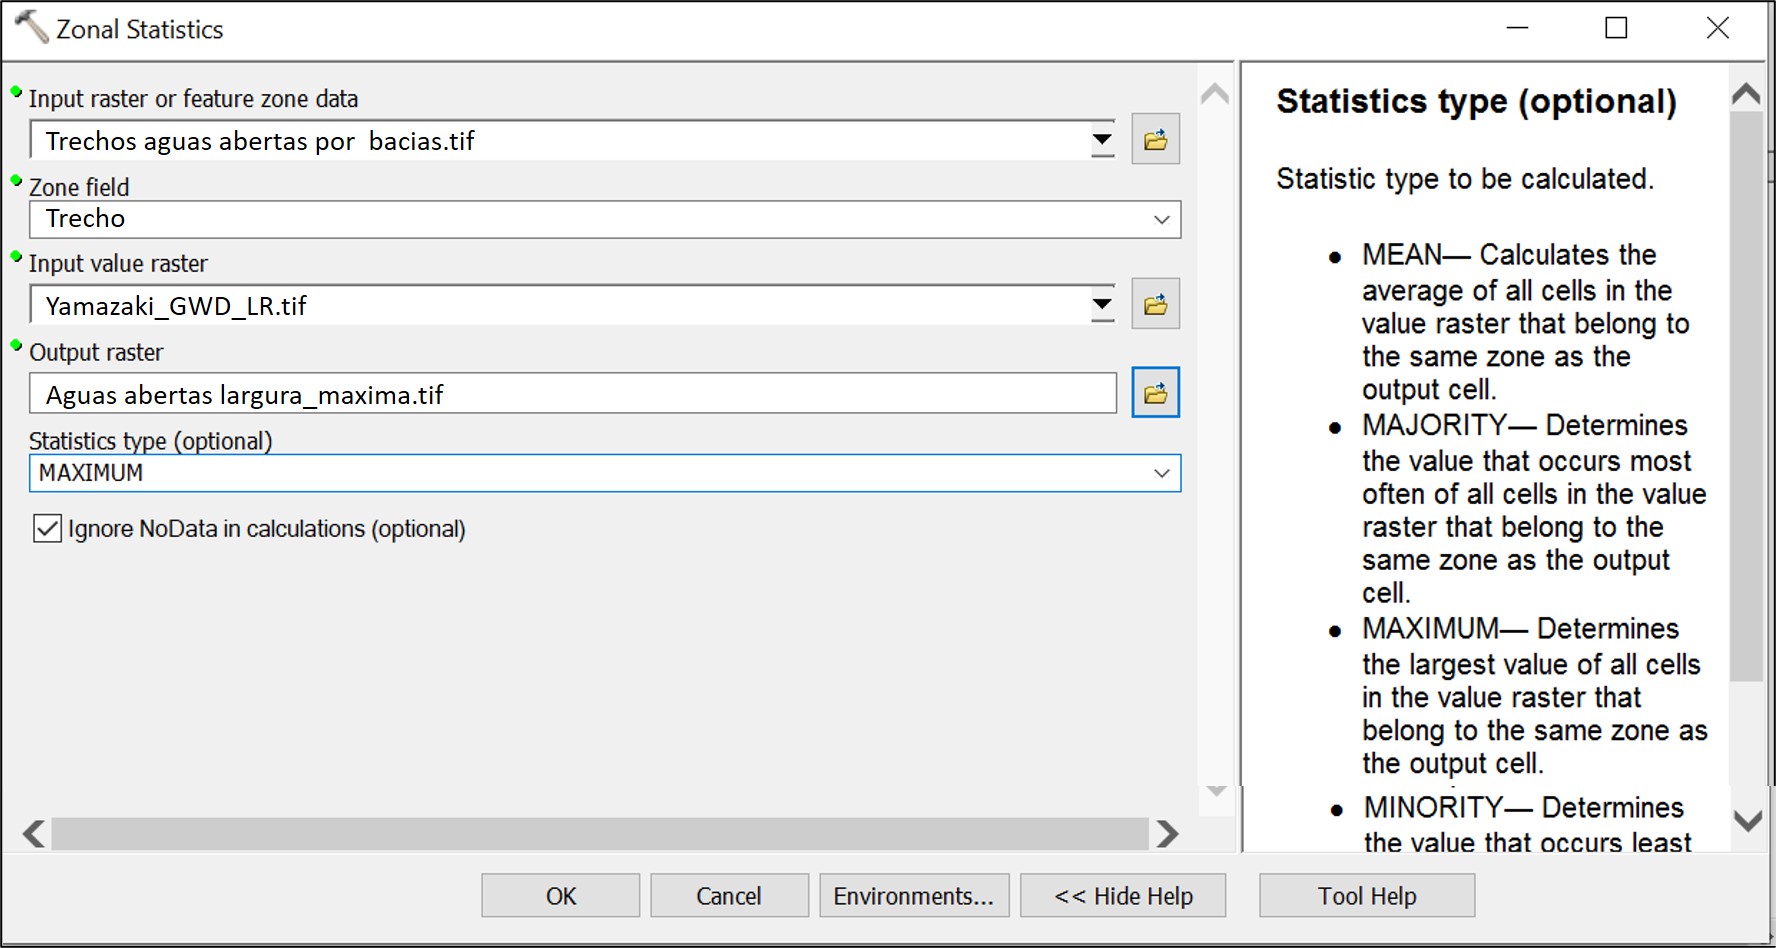 Zonal Statistics
Input raster or feature zone data
Trechos aguas abertas por  bacias.tif
Zone field
Trecho
Input value raster
Yamazaki_GWD_LR.tif
Output raster
Aguas abertas largura_maxima.tif
Statistics type (optional)
MAXIMUM
Ignore NoData in calculations (optional)
Statistics type (optional)
Statistic type to be calculated.
● MEAN— Calculates the
average of all cells in the
value raster that belong to
the same zone as the
output cell.
● MAJORITY— Determines
the value that occurs most
often of all cells in the value
raster that belong to the
same zone as the output
cell.
● MAXIMUM— Determines
the largest value of all cells
in the value raster that
belong to the same zone as
the output cell.
● MINORITY— Determines
the value that occurs least
OK
Cancel
Environments...
<< Hide Help
Tool Help